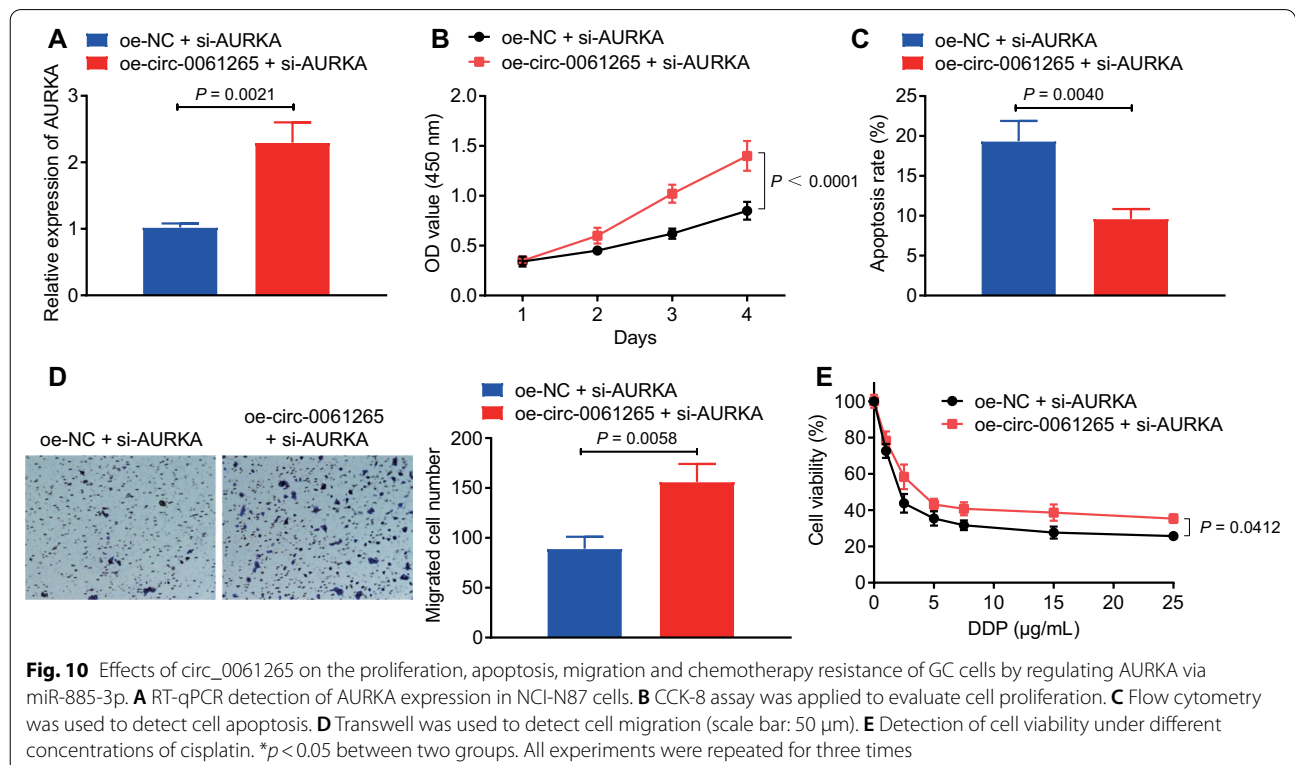 A
oe-NC + si-AURKA
oe-circ-0061265 + si-AURKA
Relative expression of AURKA
3
2
1
0
P = 0.0021
B
oe-NC + si-AURKA
oe-circ-0061265 + si-AURKA
OD value (450 nm)
2.0
1.5
1.0
0.5
0.0
P < 0.0001
1 2 3 4
Days
C
oe-NC + si-AURKA
oe-circ-0061265 + si-AURKA
Apoptosis rate (%)
25
20
15
10
5
0
P = 0.0040
D
oe-NC + si-AURKA
oe-circ-0061265
+ si-AURKA
oe-NC + si-AURKA
oe-circ-0061265 + si-AURKA
Migrated cell number
200
150
100
50
0
P = 0.0058
E
oe-NC + si-AURKA
oe-circ-0061265 + si-AURKA
Cell viability (%)
100
80
60
40
20
0
P = 0.0412
0 5 10 15 20 25
DDP (µg/mL)
Fig. 10 Effects of circ_0061265 on the proliferation, apoptosis, migration and chemotherapy resistance of GC cells by regulating AURKA via
miR-885-3p. A RT-qPCR detection of AURKA expression in NCI-N87 cells. B CCK-8 assay was applied to evaluate cell proliferation. C Flow cytometry
was used to detect cell apoptosis. D Transwell was used to detect cell migration (scale bar: 50 µm). E Detection of cell viability under different
concentrations of cisplatin. *p < 0.05 between two groups. All experiments were repeated for three times